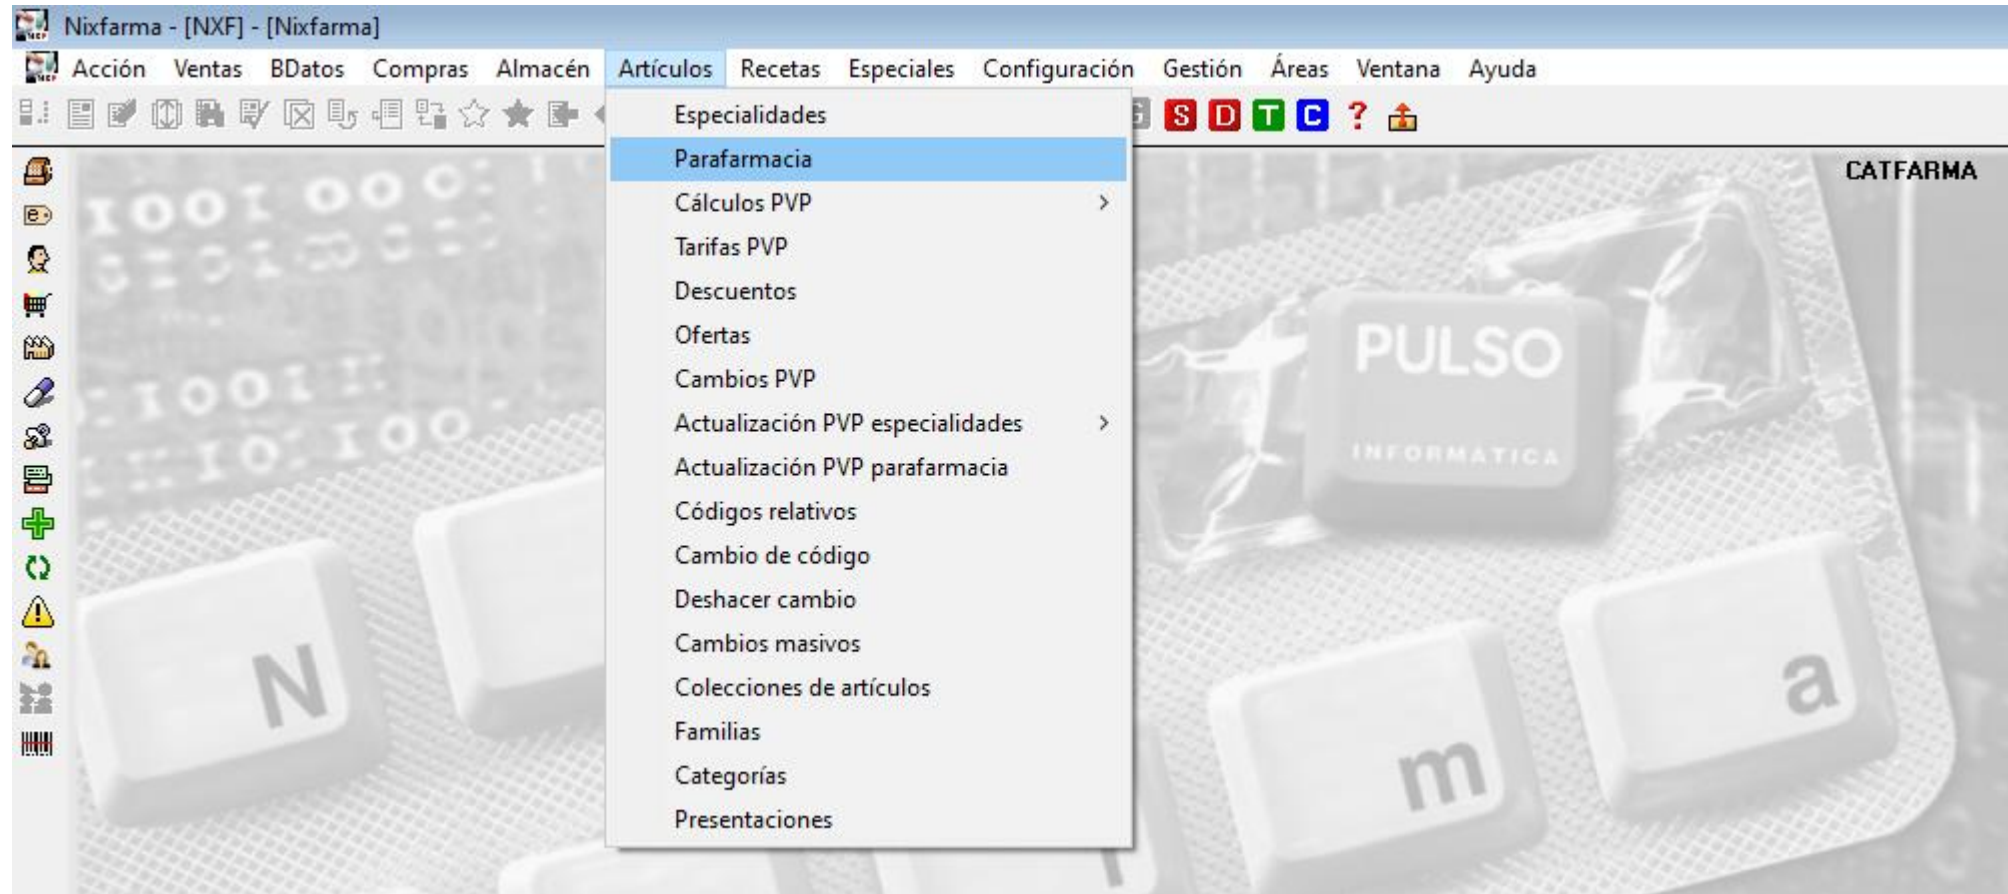 Nixfarma - [NXF] - [Nixfarma]
Acción Ventas BDatos Compras Almacén Artículos Recetas Especiales Configuración Gestión Áreas Ventana Ayuda
S D T C ?
Especialidades
Parafarmacia
CATFARMA
Cálculos PVP >
Tarifas PVP
Descuentos
Ofertas
Cambios PVP
Actualización PVP especialidades >
Actualización PVP parafarmacia
Códigos relativos
Cambio de código
Deshacer cambio
Cambios masivos
Colecciones de artículos
Familias
Categorías
Presentaciones
PULSO
INFORMÁTICA
N
m
a